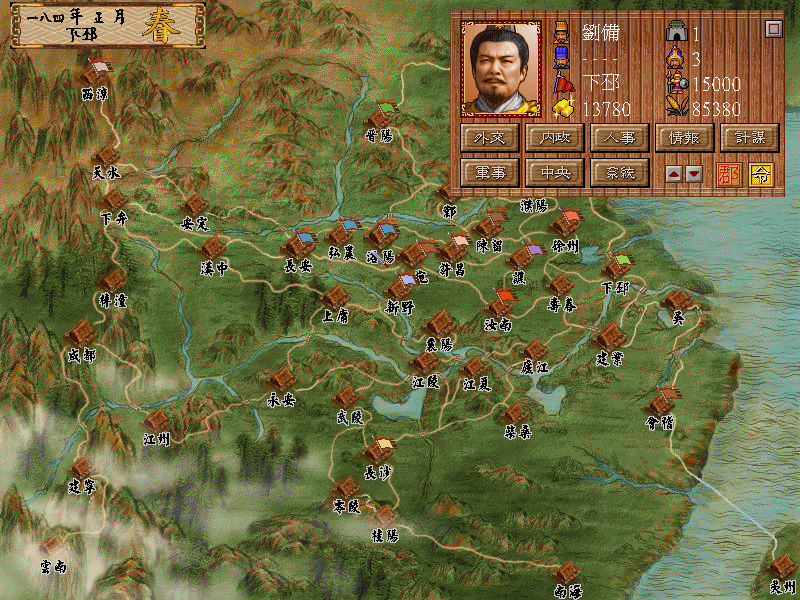 一八四年 正月
下邳
春
劉備
1
----
3
下邳
15000
13780
85380
外交 內政 人事 情報 計謀
軍事 中央 系統
都 令
西涼
晉陽
天水
下弁
安定
漢中
長安
弘農
洛陽
宛
許昌
陳留
濮陽
徐州
譙
下邳
鄴
梓潼
上庸
新野
汝南
壽春
吳
成都
襄陽
建業
永安
江陵
江夏
廬江
江州
武陵
柴桑
會稽
建寧
長沙
零陵
桂陽
雲南
南海
夷州